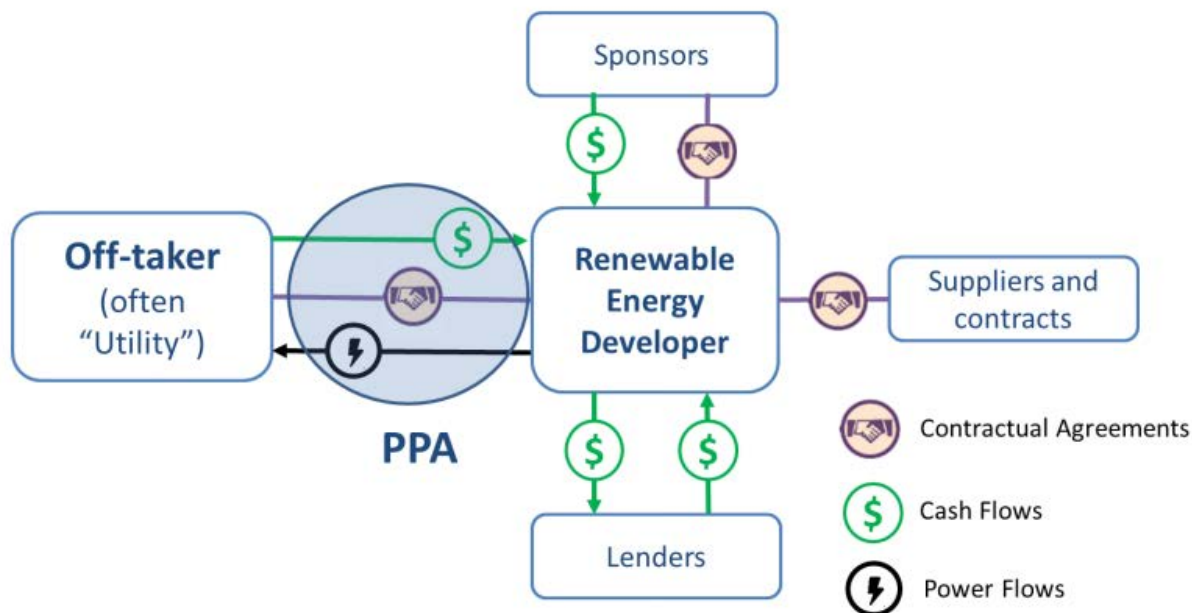 Sponsors
$
$
Off-taker
(often
“Utility”)
Renewable
Energy
Developer
Suppliers and
contracts
PPA
$
$
Lenders
Contractual Agreements
$
Cash Flows
Power Flows